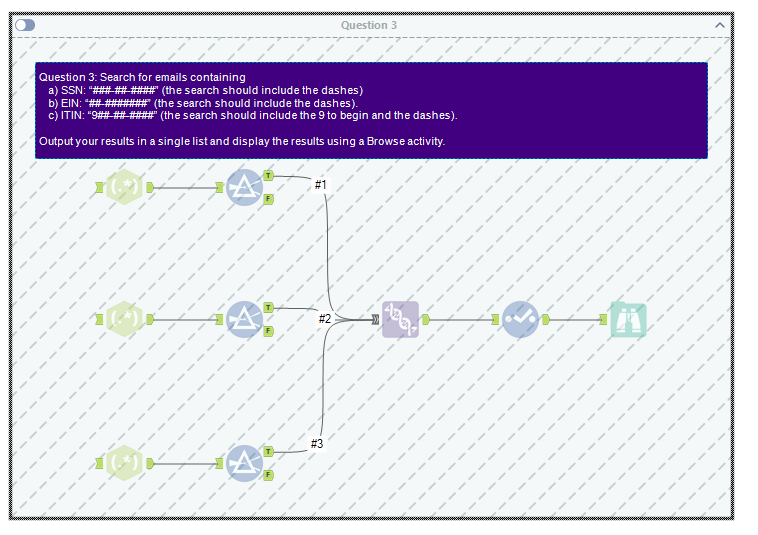 Question 3
Question 3: Search for emails containing
a) SSN: “###-##-####” (the search should include the dashes)
b) EIN: “##-#######” (the search should include the dashes).
c) ITIN: “9##-##-####” (the search should include the 9 to begin and the dashes).
Output your results in a single list and display the results using a Browse activity.
(.*)
T
F
#1
(.*)
T
F
#2
(.*)
T
F
#3